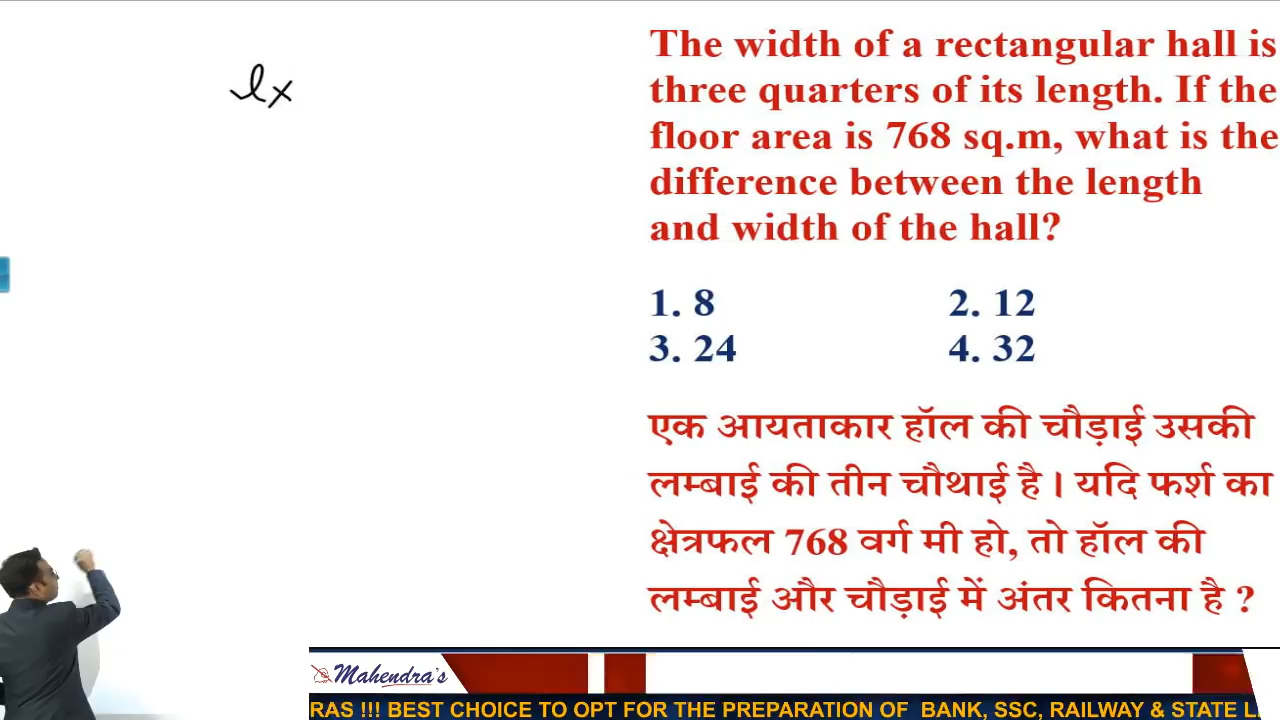 lx
The width of a rectangular hall is
three quarters of its length. If the
floor area is 768 sq.m, what is the
difference between the length
and width of the hall?
1. 8 2. 12
3. 24 4. 32
एक आयताकार हॉल की चौड़ाई उसकी
लम्बाई की तीन चौथाई है। यदि फर्श का
क्षेत्रफल 768 वर्ग मी हो, तो हॉल की
लम्बाई और चौड़ाई में अंतर कितना है ?
Mahendra's
RAS !!! BEST CHOICE TO OPT FOR THE PREPARATION OF BANK, SSC, RAILWAY & STATE L